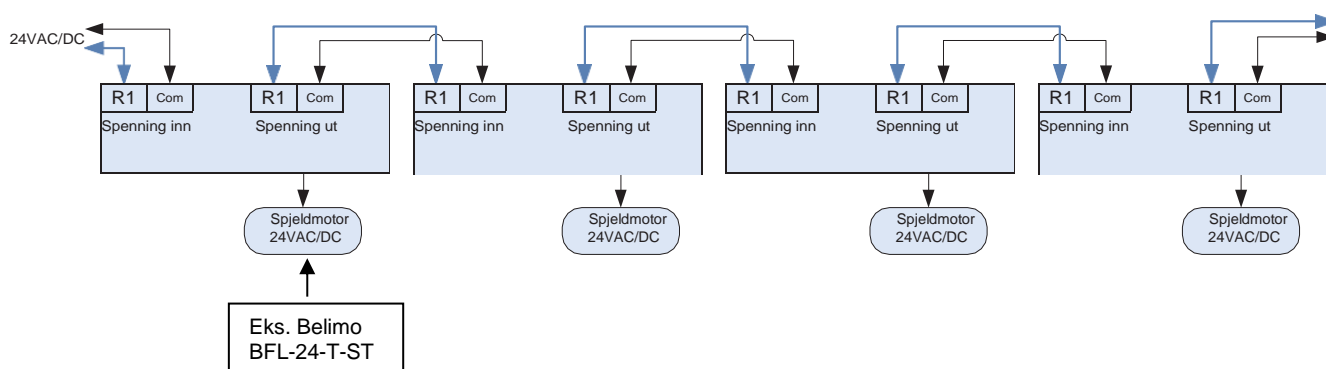 24VAC/DC
R1 Com R1 Com R1 Com R1 Com R1 Com R1 Com R1 Com R1 Com
Spenning inn Spenning ut Spenning inn Spenning ut Spenning inn Spenning ut Spenning inn Spenning ut
Spjeldmotor
24VAC/DC
Spjeldmotor
24VAC/DC
Spjeldmotor
24VAC/DC
Spjeldmotor
24VAC/DC
Eks. Belimo
BFL-24-T-ST